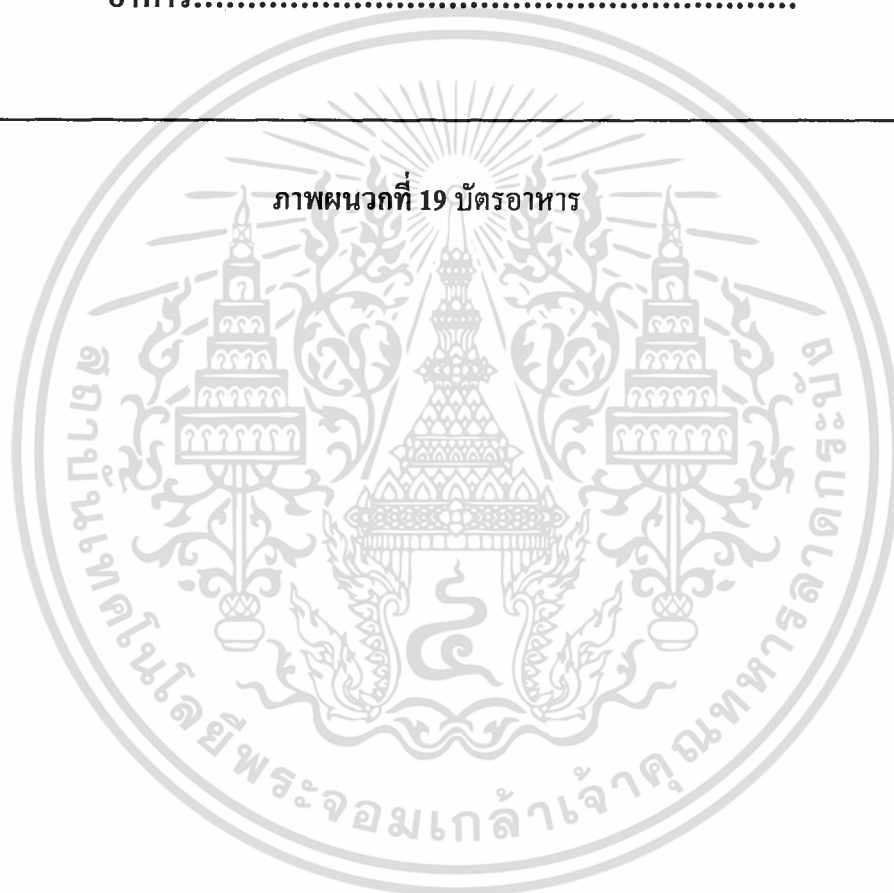 ภาพผนวกที่ 19 บัตรอาหาร
สถาบันเทคโนโลยีพระจอมเกล้าเจ้าคุณทหารลาดกระบัง
๔